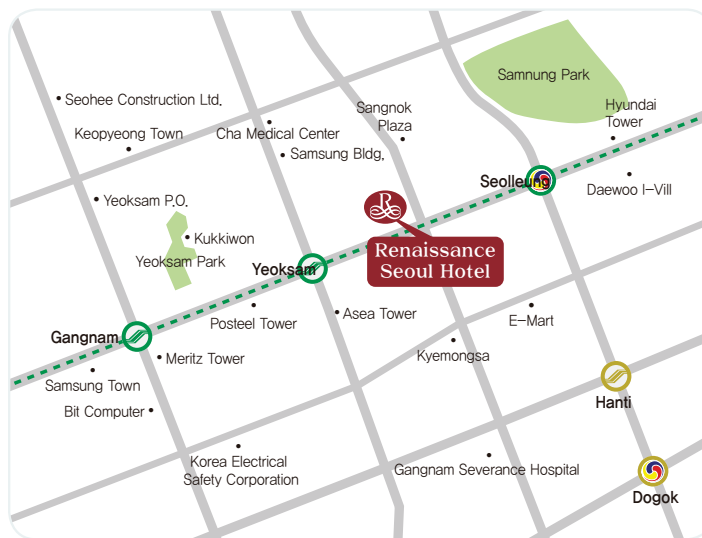 Samnung Park
Seohee Construction Ltd.
Sangnok
Plaza
Hyundai
Tower
Keopyeong Town
Cha Medical Center
Samsung Bldg.
Seolleung
Daewoo I-Vill
Yeoksam P.O.
R
Kukkiwon
Renaissance
Seoul Hotel
Yeoksam Park
Yeoksam
Posteel Tower
Asea Tower
E-Mart
Gangnam
Meritz Tower
Kyemongsa
Samsung Town
Bit Computer
Hanti
Korea Electrical
Safety Corporation
Gangnam Severance Hospital
Dogok